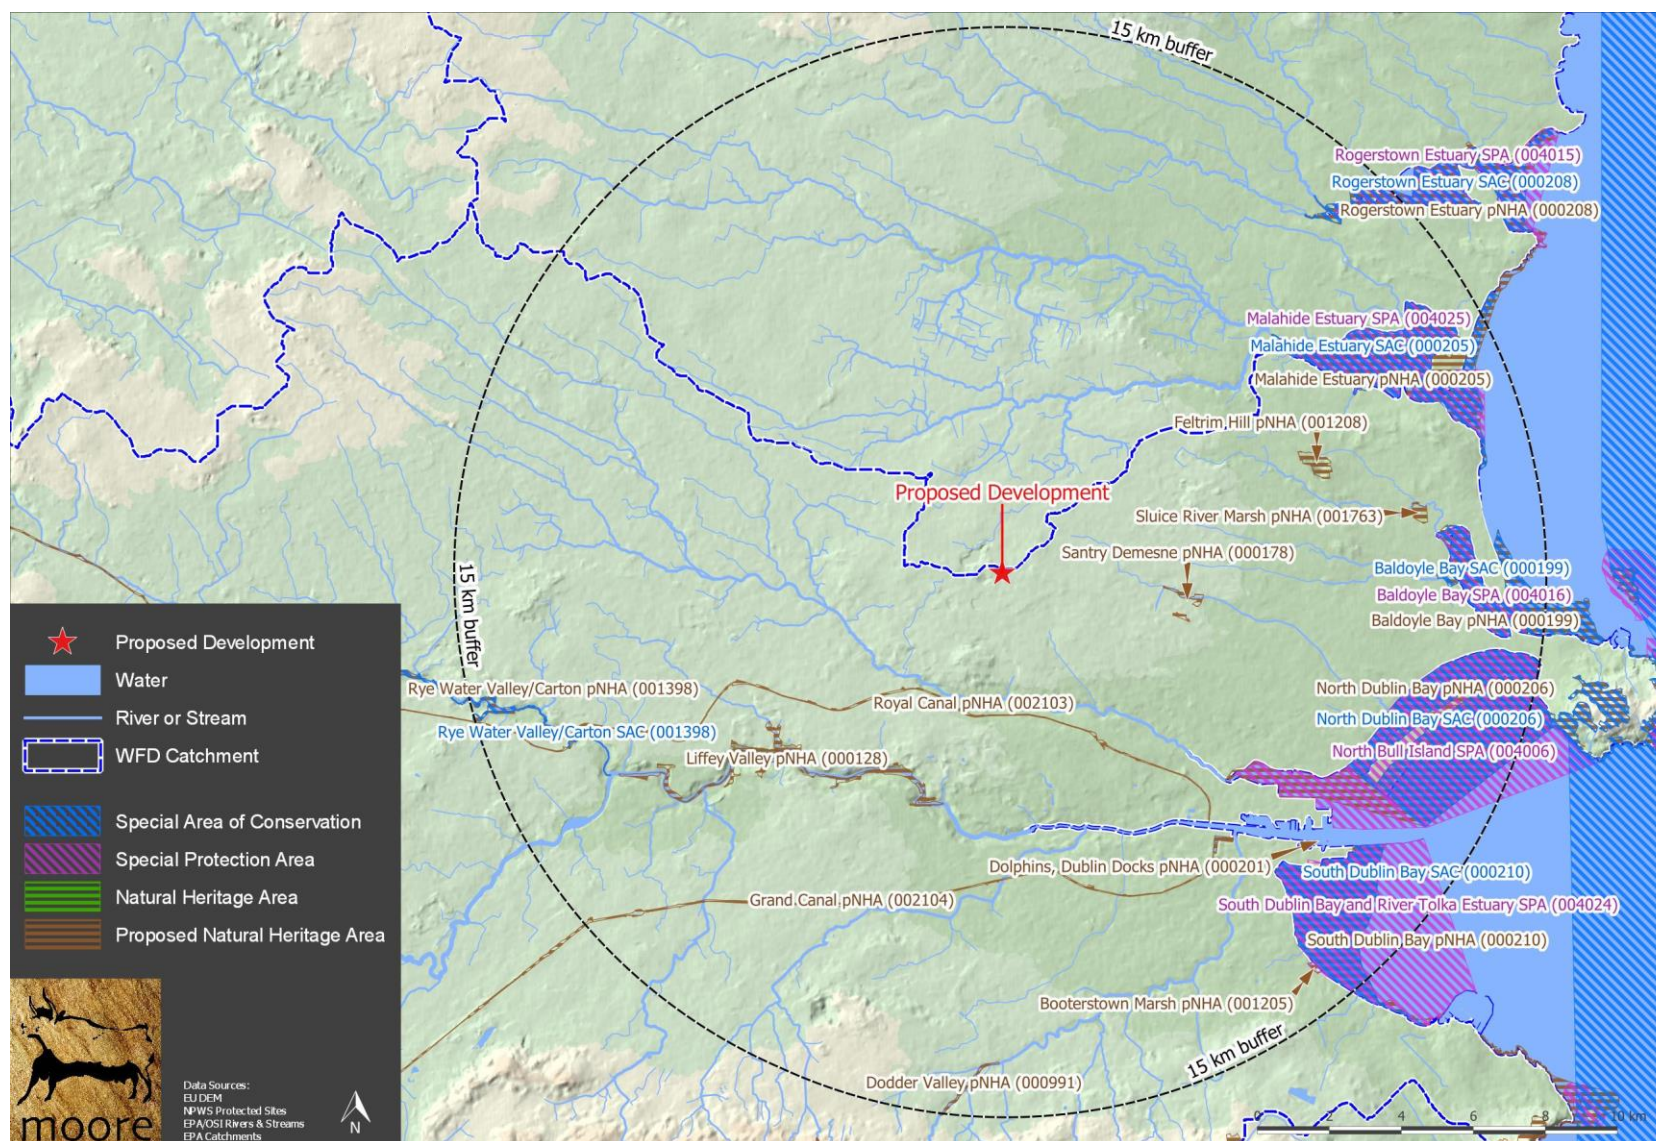 15 km buffer
Rogerstown Estuary SPA (004015)
Rogerstown Estuary SAC (000208)
Rogerstown Estuary pNHA (000208)
Malahide Estuary SPA (004025)
Malahide Estuary SAC (000205)
Malahide Estuary pNHA (000205)
Feltrim Hill pNHA (001208)
Proposed Development
Sluice River Marsh pNHA (001763)
Santry Demesne pNHA (000178)
Baldoyle Bay SAC (000199)
Baldoyle Bay SPA (004016)
Baldoyle Bay pNHA (000199)
15 km buffer
Rye Water Valley/Carton pNHA (001398)
Rye Water Valley/Carton SAC (001398)
Royal Canal pNHA (002103)
North Dublin Bay pNHA (000206)
North Dublin Bay SAC (000206)
North Bull Island SPA (004006)
Liffey Valley pNHA (000128)
Dolphins, Dublin Docks pNHA (000201)
South Dublin Bay SAC (000210)
Grand Canal pNHA (002104)
South Dublin Bay and River Tolka Estuary SPA (004024)
South Dublin Bay pNHA (000210)
Booterstown Marsh pNHA (001205)
15 km buffer
Dodder Valley pNHA (000991)
Proposed Development
Water
River or Stream
WFD Catchment
Special Area of Conservation
Special Protection Area
Natural Heritage Area
Proposed Natural Heritage Area
moore
Data Sources:
EU DEM
NPWS Protected Sites
EPA/OSI Rivers & Streams
EPA Catchments
N
0 2 4 6 8 10 km